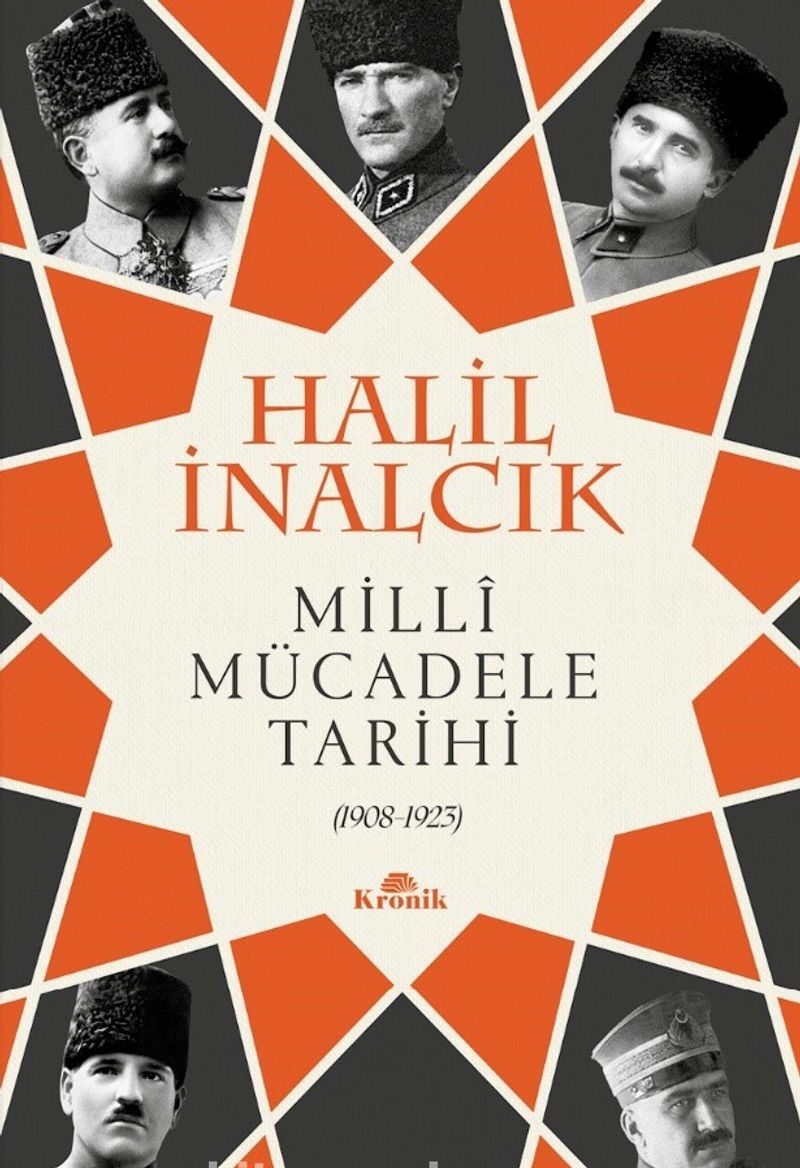 HALİL
İNALCIK
MİLLÎ
MÜCADELE
TARİHİ
(1908-1923)
Kronik